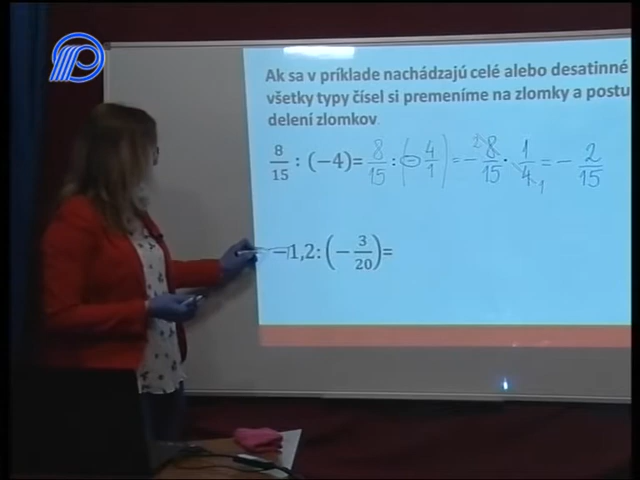 Ak sa v príklade nachádzajú celé alebo desatinné
všetky typy čísel si premeníme na zlomky a postu
delení zlomkov
8/15 : (−4)= 8/15 : (− 4/1) = − 8/15 · 1/4 = − 2/15
−1,2: (− 3/20)=